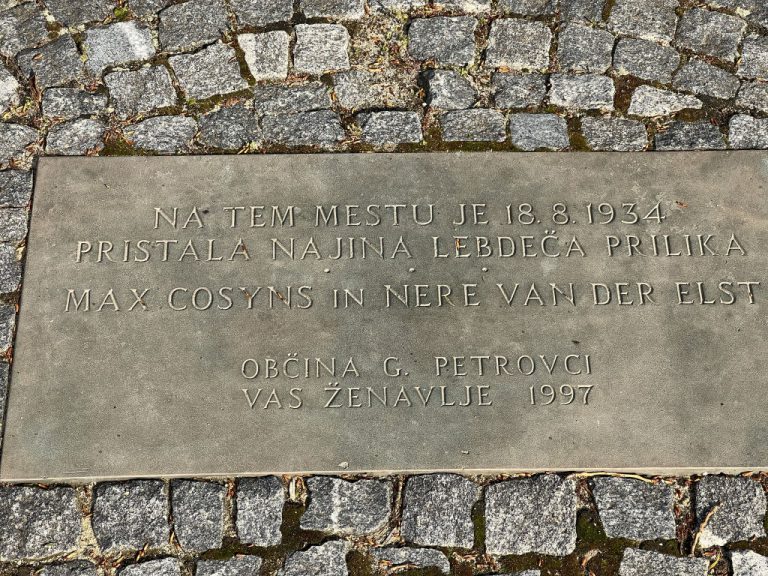 NA TEM MESTU JE 18.8.1934
PRISTALA NAJINA LEBDEČA PRILIKA
MAX COSYNS IN NERE VAN DER ELST
OBČINA G. PETROVCI
VAS ŽENAVLJE 1997